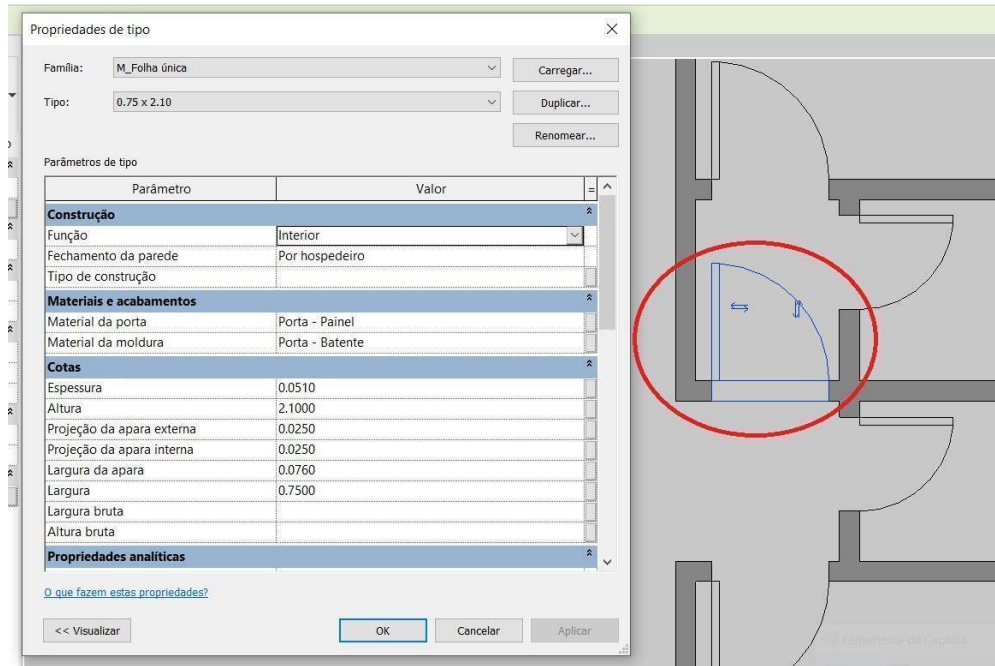 Propriedades de tipo
Família: M_Folha única Carregar...
Tipo: 0.75 x 2.10 Duplicar...
Renomear...
Parâmetros de tipo
Parâmetro Valor =
Construção
Função Interior
Fechamento da parede Por hospedeiro
Tipo de construção
Materiais e acabamentos
Material da porta Porta - Painel
Material da moldura Porta - Batente
Cotas
Espessura 0.0510
Altura 2.1000
Projeção da apara externa 0.0250
Projeção da apara interna 0.0250
Largura da apara 0.0760
Largura 0.7500
Largura bruta
Altura bruta
Propriedades analíticas
O que fazem estas propriedades?
<< Visualizar OK Cancelar Aplicar
Ferramenta de Captura